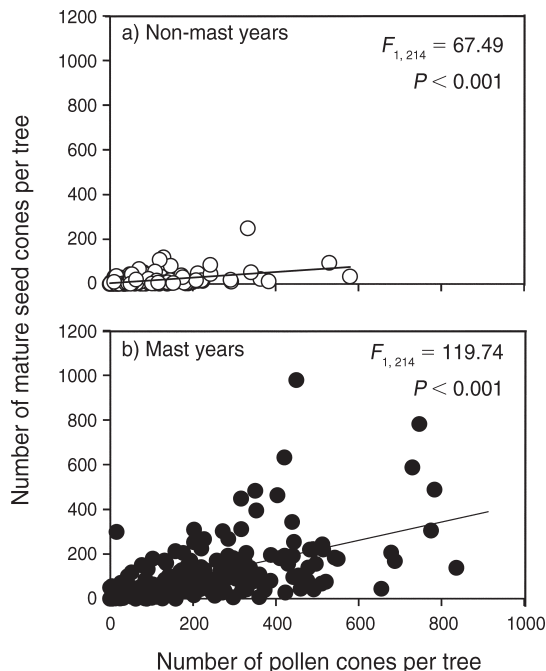 1200
a) Non-mast years
F1, 214 = 67.49
1000
P < 0.001
800
600
400
200
0
1200
b) Mast years
F1, 214 = 119.74
1000
P < 0.001
800
600
400
200
0
0 200 400 600 800 1000
Number of pollen cones per tree
Number of mature seed cones per tree